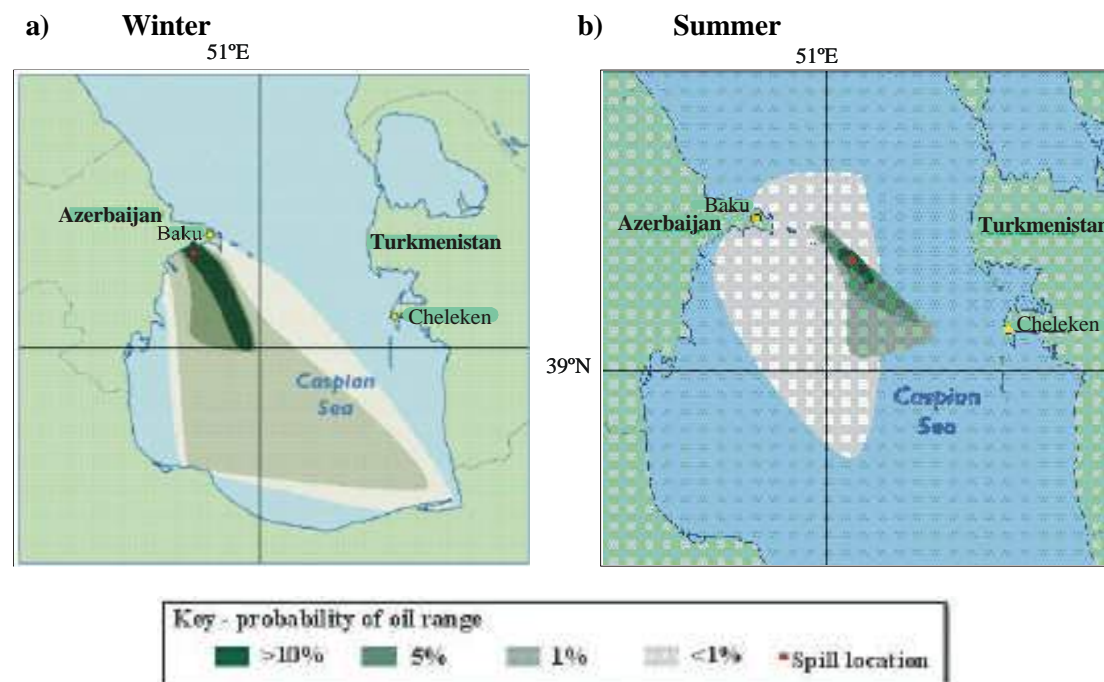 a) Winter
51ºE
Azerbaijan
Baku
Turkmenistan
Cheleken
Caspian
Sea
b) Summer
51ºE
Baku
Azerbaijan
Turkmenistan
Cheleken
39ºN
Caspian
Sea
Key - probability of oil range
>10% 5% 1% <1% Spill location